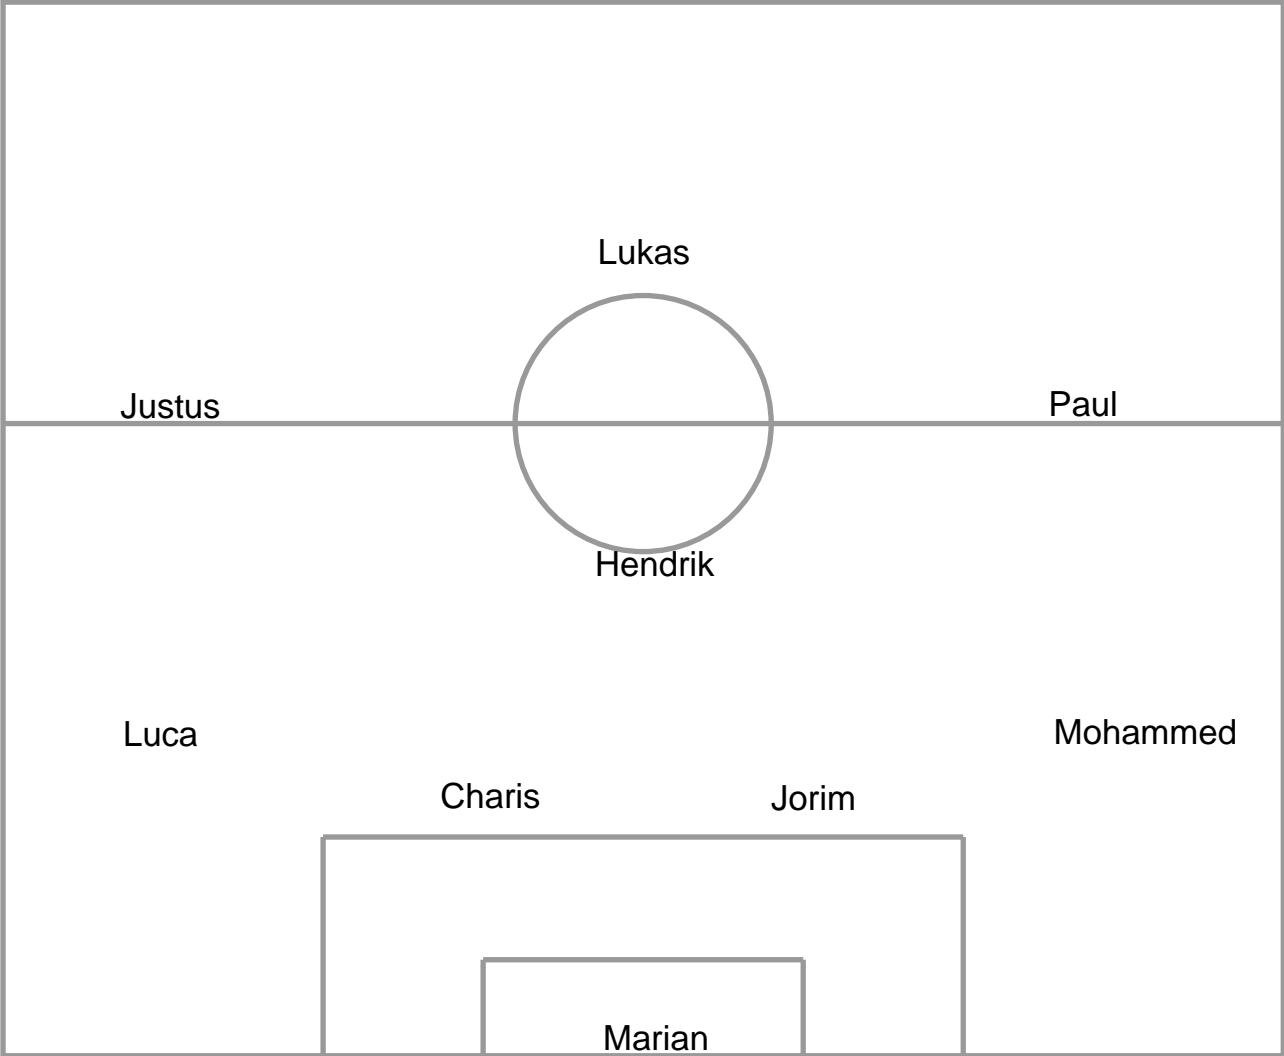 Lukas
Justus
Paul
Hendrik
Luca
Mohammed
Charis
Jorim
Marian